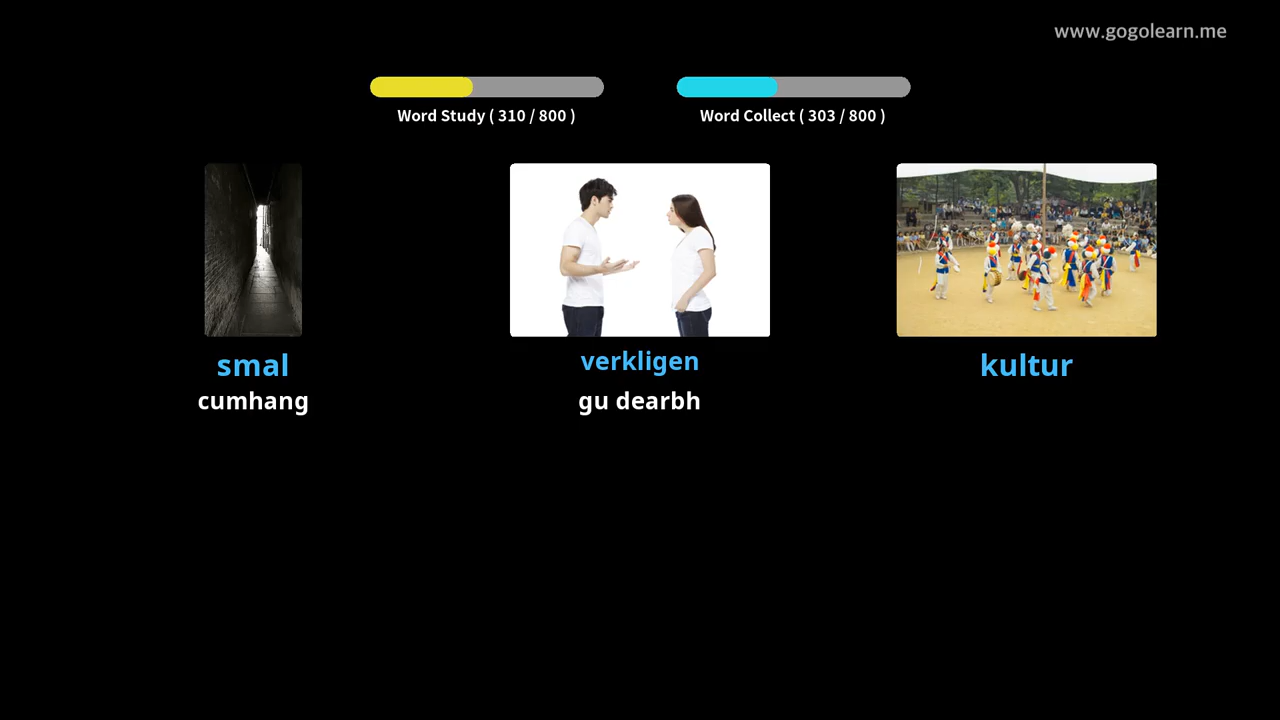 www.gogolearn.me
Word Study ( 310 / 800 )
Word Collect ( 303 / 800 )
smal
cumhang
verkligen
gu dearbh
kultur